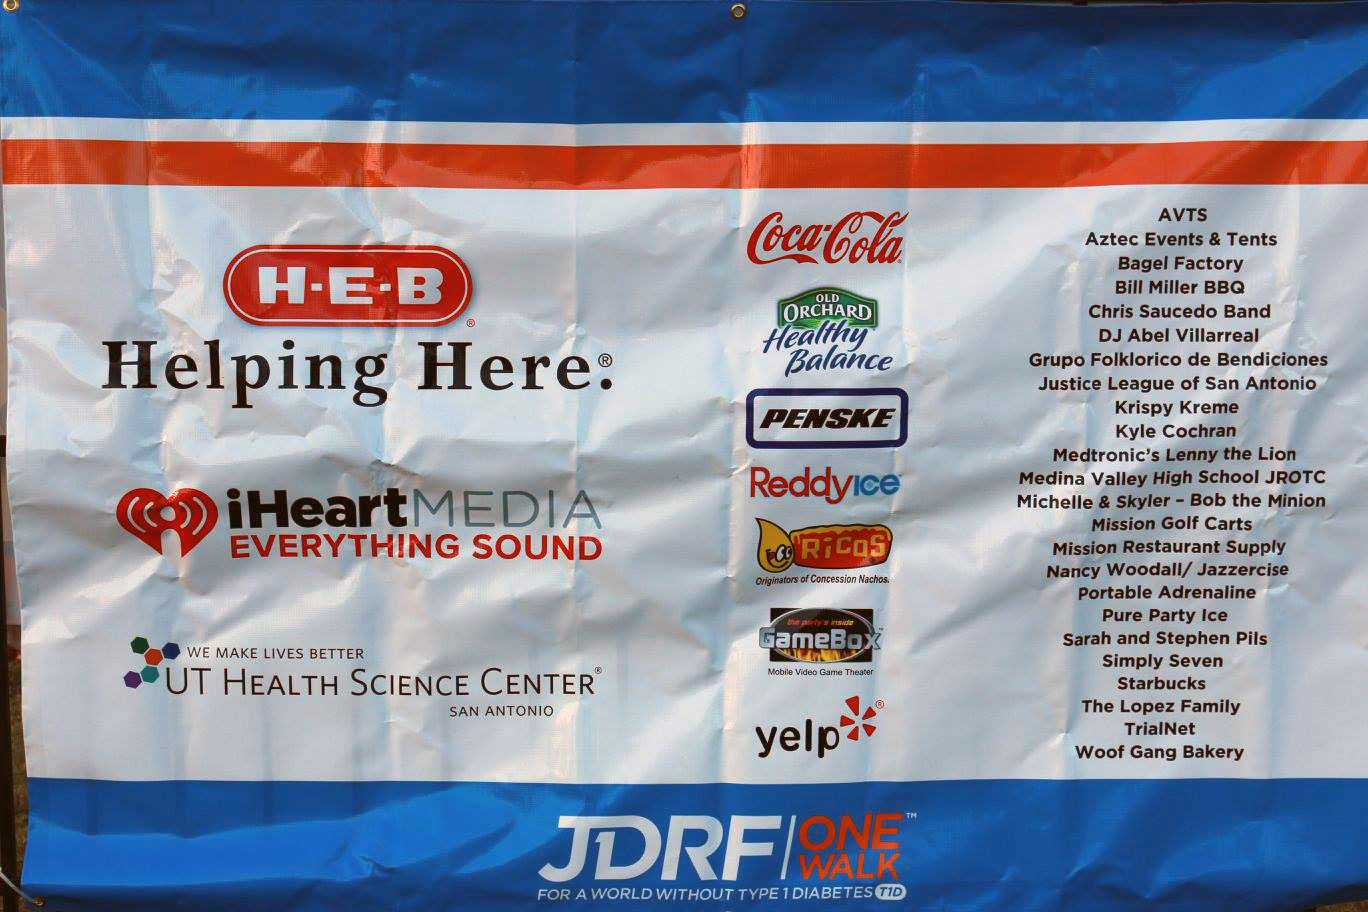 H-E-B®
Helping Here.®
iHeartMEDIA
EVERYTHING SOUND
WE MAKE LIVES BETTER
UT HEALTH SCIENCE CENTER®
SAN ANTONIO
Coca-Cola®
OLD
ORCHARD
Healthy
Balance
PENSKE
ReddyICE
RICOS
Originators of Concession Nachos.
the party's inside
GameBox™
Mobile Video Game Theater
yelp®
AVTS
Aztec Events & Tents
Bagel Factory
Bill Miller BBQ
Chris Saucedo Band
DJ Abel Villarreal
Grupo Folklorico de Bendiciones
Justice League of San Antonio
Krispy Kreme
Kyle Cochran
Medtronic's Lenny the Lion
Medina Valley High School JROTC
Michelle & Skyler – Bob the Minion
Mission Golf Carts
Mission Restaurant Supply
Nancy Woodall/ Jazzercise
Portable Adrenaline
Pure Party Ice
Sarah and Stephen Pils
Simply Seven
Starbucks
The Lopez Family
TrialNet
Woof Gang Bakery
JDRF | ONE WALK™
FOR A WORLD WITHOUT TYPE 1 DIABETES T1D